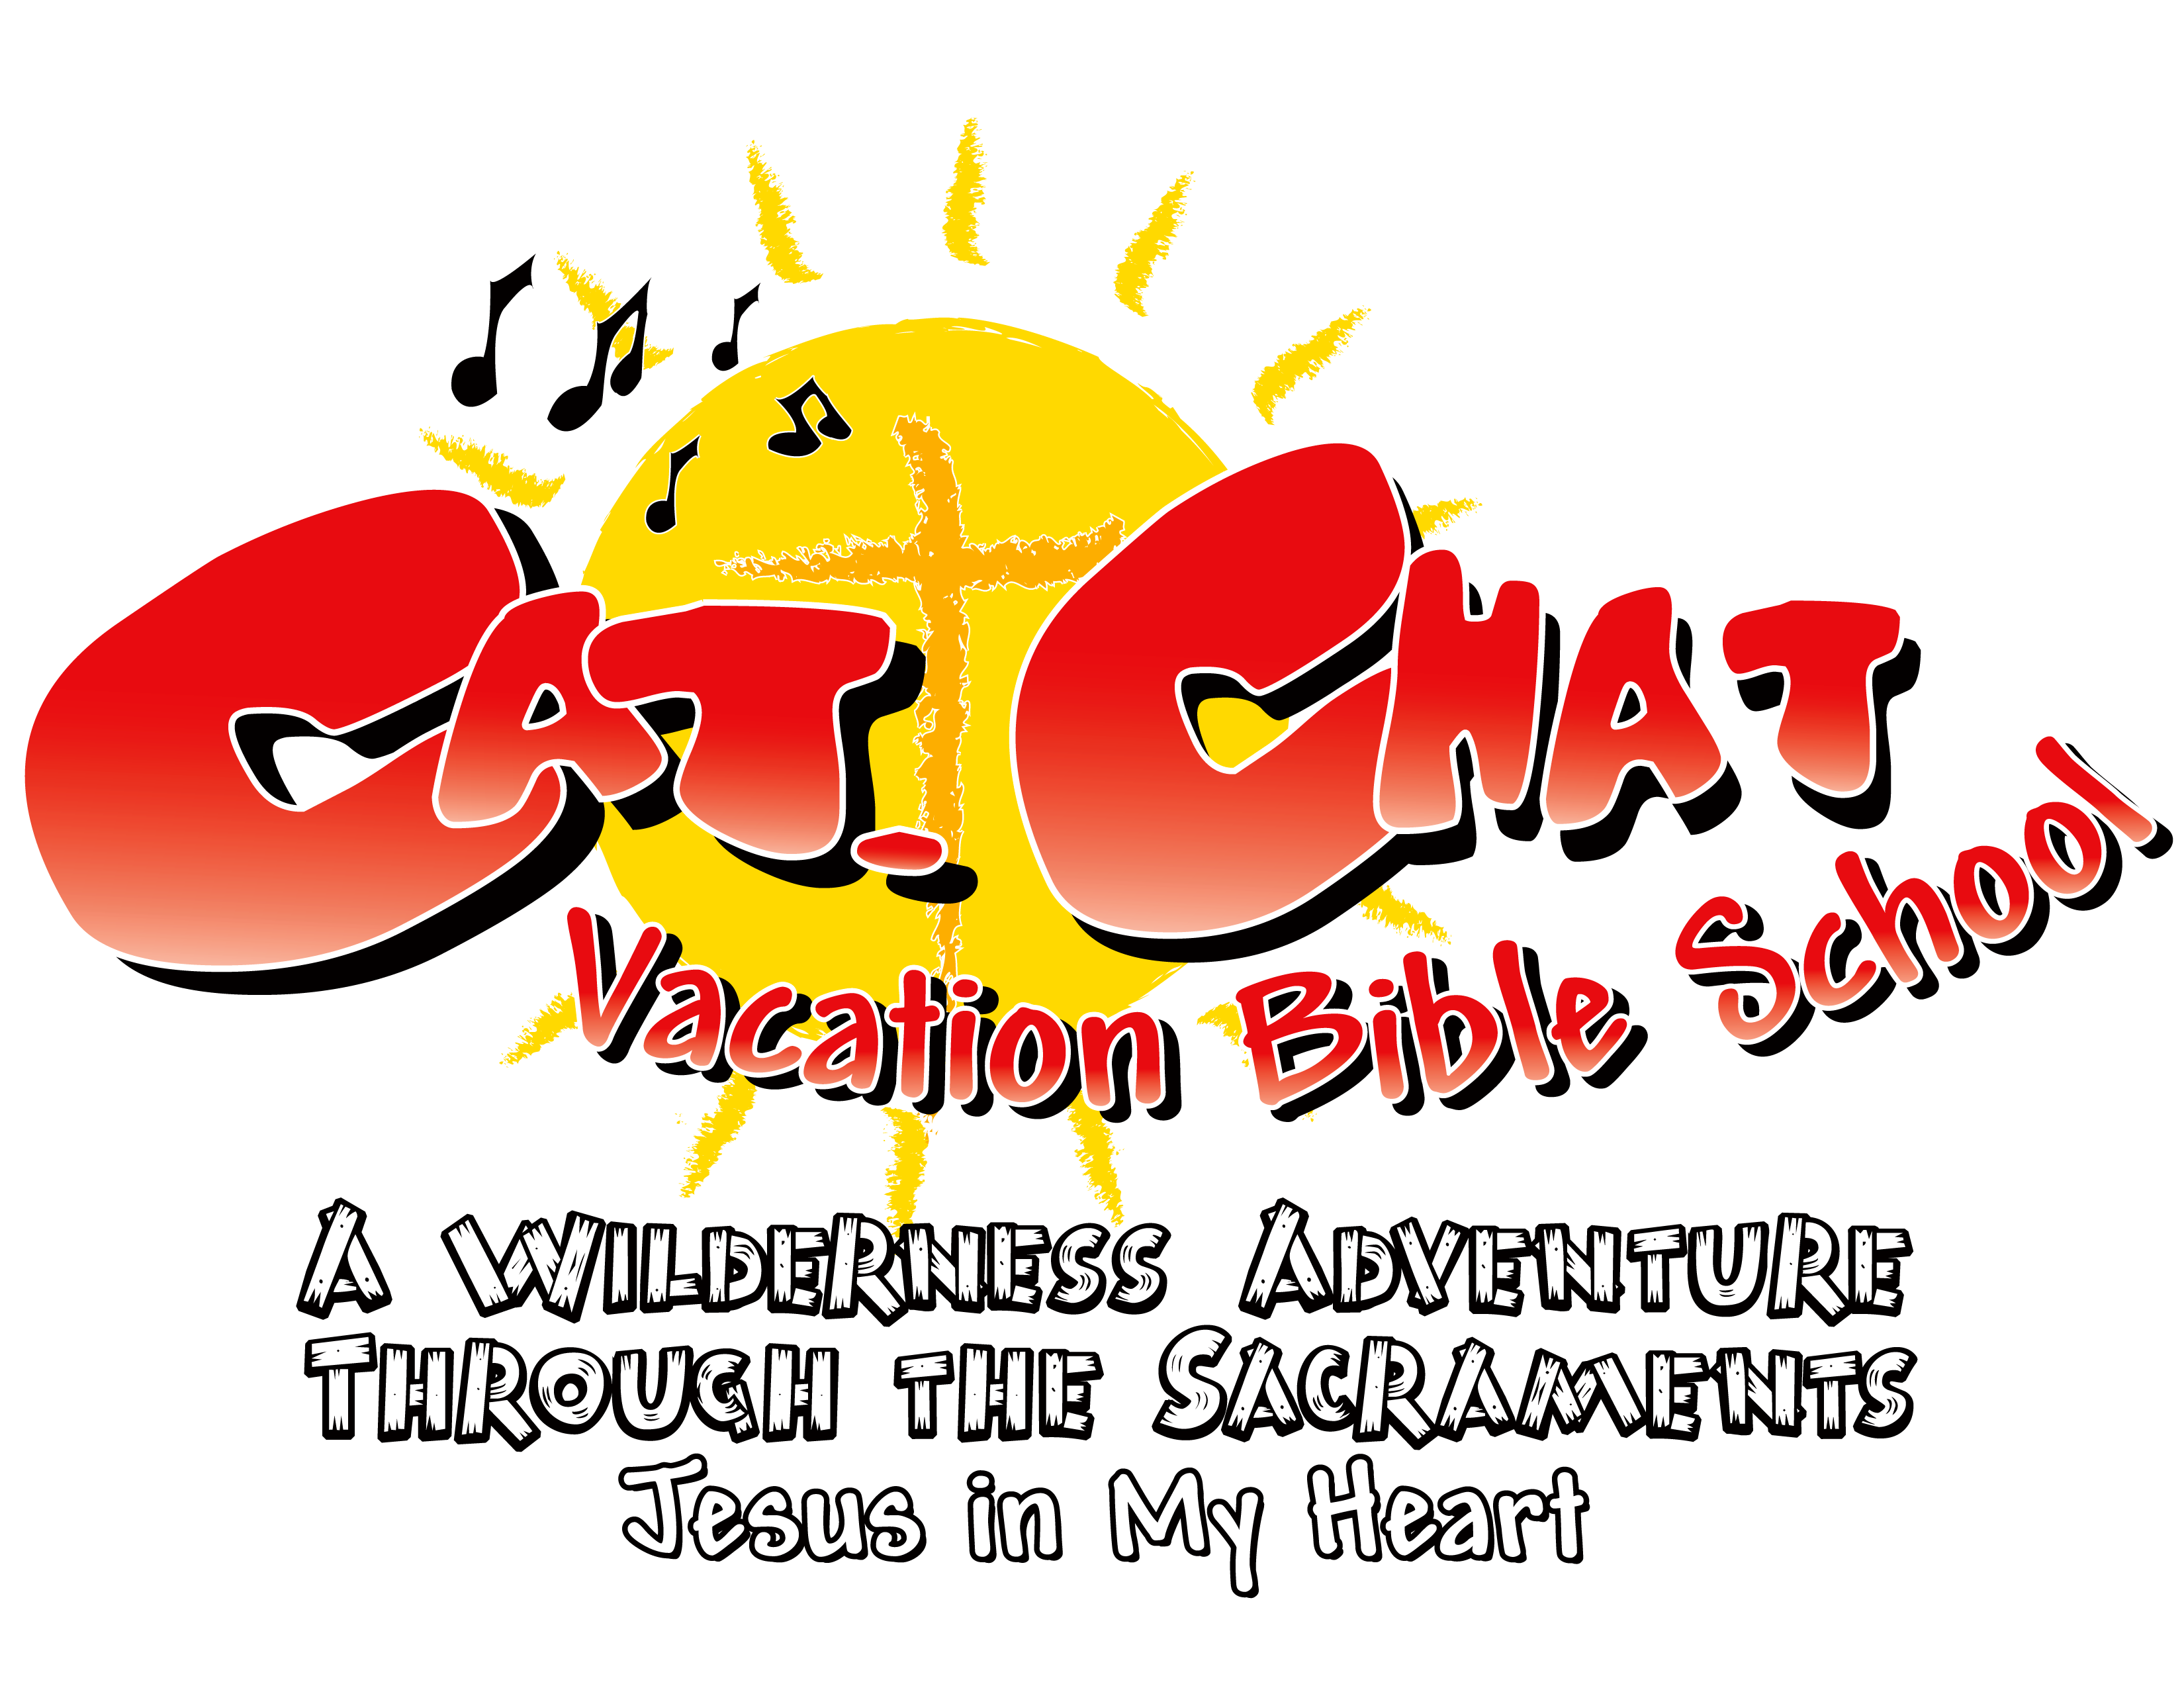 Cat.Chat
Vacation Bible School
A Wilderness Adventure
Through the Sacraments
Jesus in My Heart